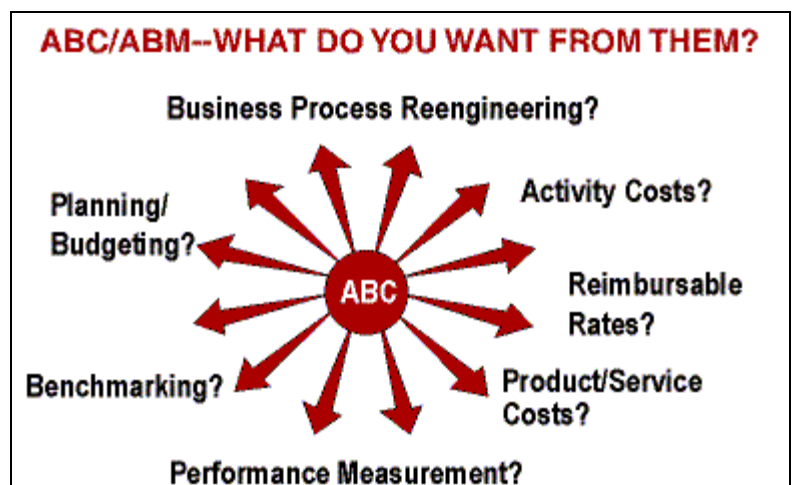 ABC/ABM--WHAT DO YOU WANT FROM THEM?
Business Process Reengineering?
Activity Costs?
Planning/
Budgeting?
ABC
Reimbursable
Rates?
Benchmarking?
Product/Service
Costs?
Performance Measurement?